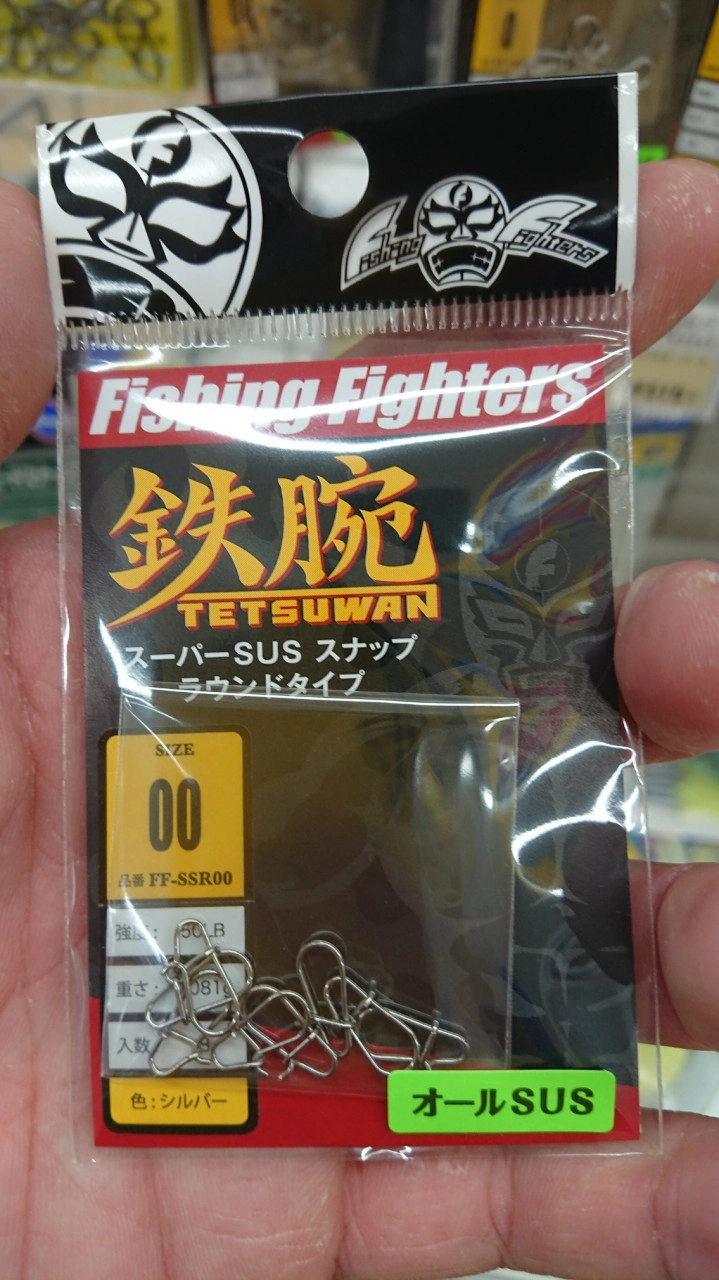 Fishing Fighters
Fishing Fighters
鉄腕
TETSUWAN
スーパーSUS スナップ
ラウンドタイプ
SIZE
00
品番 FF-SSR00
強度: 50LB
重さ:
入数
色:シルバー
オールSUS